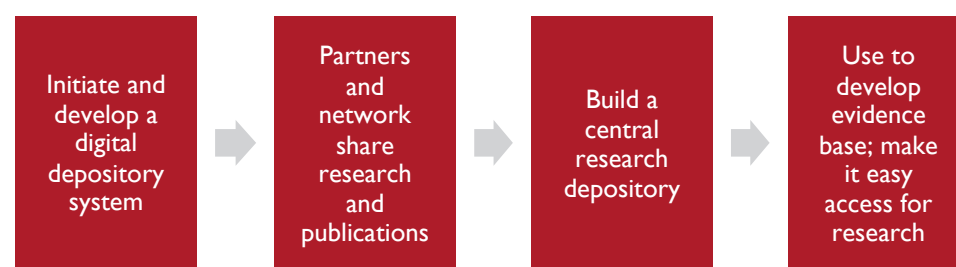 Initiate and
develop a
digital
depository
system
Partners
and
network
share
research
and
publications
Build a
central
research
depository
Use to
develop
evidence
base; make
it easy
access for
research